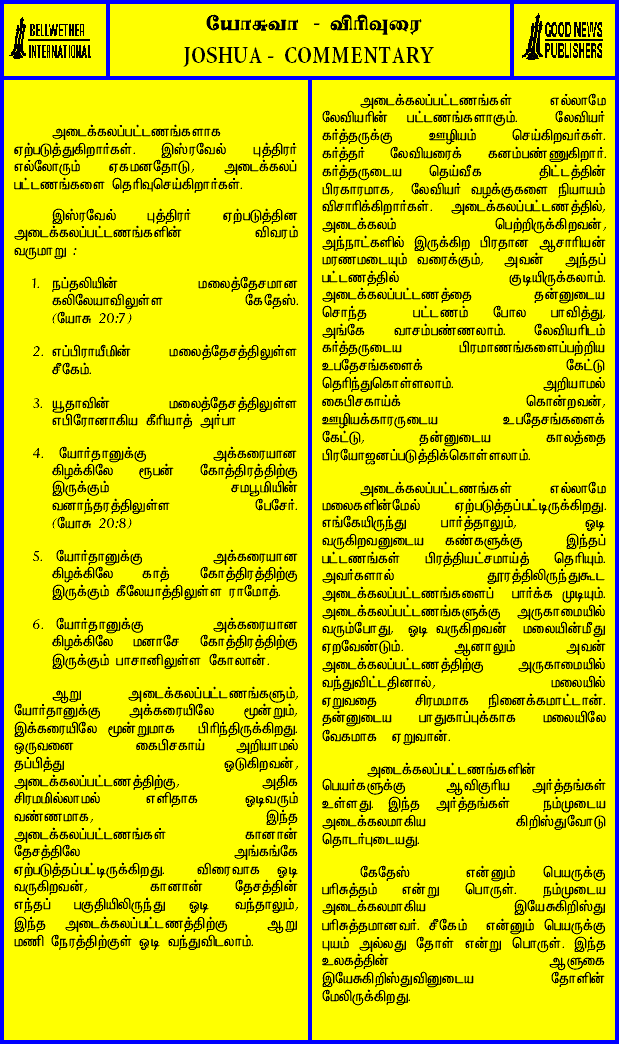 BELLWETHER
INTERNATIONAL
யோசுவா - விரிவுரை
JOSHUA - COMMENTARY
GOOD NEWS
PUBLISHERS
அடைக்கலப்பட்டணங்களாக
ஏற்படுத்துகிறார்கள். இஸ்ரவேல் புத்திரர்
எல்லோரும் ஏகமனதோடு, அடைக்கலப்
பட்டணங்களை தெரிவுசெய்கிறார்கள்.
இஸ்ரவேல் புத்திரர் ஏற்படுத்தின
அடைக்கலப்பட்டணங்களின் விவரம்
வருமாறு :
1. நப்தலியின் மலைத்தேசமான
கலிலேயாவிலுள்ள கேதேஸ்.
(யோசு 20:7)
2. எப்பிராயீமின் மலைத்தேசத்திலுள்ள
சீகேம்.
3. யூதாவின் மலைத்தேசத்திலுள்ள
எபிரோனாகிய கீரியாத் அர்பா
4. யோர்தானுக்கு அக்கரையான
கிழக்கிலே ரூபன் கோத்திரத்திற்கு
இருக்கும் சமபூமியின்
வனாந்தரத்திலுள்ள பேசேர்.
(யோசு 20:8)
5. யோர்தானுக்கு அக்கரையான
கிழக்கிலே காத் கோத்திரத்திற்கு
இருக்கும் கீலேயாத்திலுள்ள ராமோத்.
6. யோர்தானுக்கு அக்கரையான
கிழக்கிலே மனாசே கோத்திரத்திற்கு
இருக்கும் பாசானிலுள்ள கோலான்.
ஆறு அடைக்கலப்பட்டணங்களும்,
யோர்தானுக்கு அக்கரையிலே மூன்றும்,
இக்கரையிலே மூன்றுமாக பிரிந்திருக்கிறது.
ஒருவனை கைபிசகாய் அறியாமல்
தப்பித்து ஓடுகிறவன்,
அடைக்கலப்பட்டணத்திற்கு, அதிக
சிரமமில்லாமல் எளிதாக ஓடிவரும்
வண்ணமாக, இந்த
அடைக்கலப்பட்டணங்கள் கானான்
தேசத்திலே அங்கங்கே
ஏற்படுத்தப்பட்டிருக்கிறது. விரைவாக ஓடி
வருகிறவன், கானான் தேசத்தின்
எந்தப் பகுதியிலிருந்து ஓடி வந்தாலும்,
இந்த அடைக்கலப்பட்டணத்திற்கு ஆறு
மணி நேரத்திற்குள் ஓடி வந்துவிடலாம்.
அடைக்கலப்பட்டணங்கள் எல்லாமே
லேவியரின் பட்டணங்களாகும். லேவியர்
கர்த்தருக்கு ஊழியம் செய்கிறவர்கள்.
கர்த்தர் லேவியரைக் கனம்பண்ணுகிறார்.
கர்த்தருடைய தெய்வீக திட்டத்தின்
பிரகாரமாக, லேவியர் வழக்குகளை நியாயம்
விசாரிக்கிறார்கள். அடைக்கலப்பட்டணத்தில்,
அடைக்கலம் பெற்றிருக்கிறவன்,
அந்நாட்களில் இருக்கிற பிரதான ஆசாரியன்
மரணமடையும் வரைக்கும், அவன் அந்தப்
பட்டணத்தில் குடியிருக்கலாம்.
அடைக்கலப்பட்டணத்தை தன்னுடைய
சொந்த பட்டணம் போல பாவித்து,
அங்கே வாசம்பண்ணலாம். லேவியரிடம்
கர்த்தருடைய பிரமாணங்களைப்பற்றிய
உபதேசங்களைக் கேட்டு
தெரிந்துகொள்ளலாம். அறியாமல்
கைபிசகாய்க் கொன்றவன்,
ஊழியக்காரருடைய உபதேசங்களைக்
கேட்டு, தன்னுடைய காலத்தை
பிரயோஜனப்படுத்திக்கொள்ளலாம்.
அடைக்கலப்பட்டணங்கள் எல்லாமே
மலைகளின்மேல் ஏற்படுத்தப்பட்டிருக்கிறது.
எங்கேயிருந்து பார்த்தாலும், ஓடி
வருகிறவனுடைய கண்களுக்கு இந்தப்
பட்டணங்கள் பிரத்தியட்சமாய்த் தெரியும்.
அவர்களால் தூரத்திலிருந்துகூட
அடைக்கலப்பட்டணங்களைப் பார்க்க முடியும்.
அடைக்கலப்பட்டணங்களுக்கு அருகாமையில்
வரும்போது, ஓடி வருகிறவன் மலையின்மீது
ஏறவேண்டும். ஆனாலும் அவன்
அடைக்கலப்பட்டணத்திற்கு அருகாமையில்
வந்துவிட்டதினால், மலையில்
ஏறுவதை சிரமமாக நினைக்கமாட்டான்.
தன்னுடைய பாதுகாப்புக்காக மலையிலே
வேகமாக ஏறுவான்.
அடைக்கலப்பட்டணங்களின்
பெயர்களுக்கு ஆவிகுரிய அர்த்தங்கள்
உள்ளது. இந்த அர்த்தங்கள் நம்முடைய
அடைக்கலமாகிய கிறிஸ்துவோடு
தொடர்புடையது.
கேதேஸ் என்னும் பெயருக்கு
பரிசுத்தம் என்று பொருள். நம்முடைய
அடைக்கலமாகிய இயேசுகிறிஸ்து
பரிசுத்தமானவர். சீகேம் என்னும் பெயருக்கு
புயம் அல்லது தோள் என்று பொருள். இந்த
உலகத்தின் ஆளுகை
இயேசுகிறிஸ்துவினுடைய தோளின்
மேலிருக்கிறது.